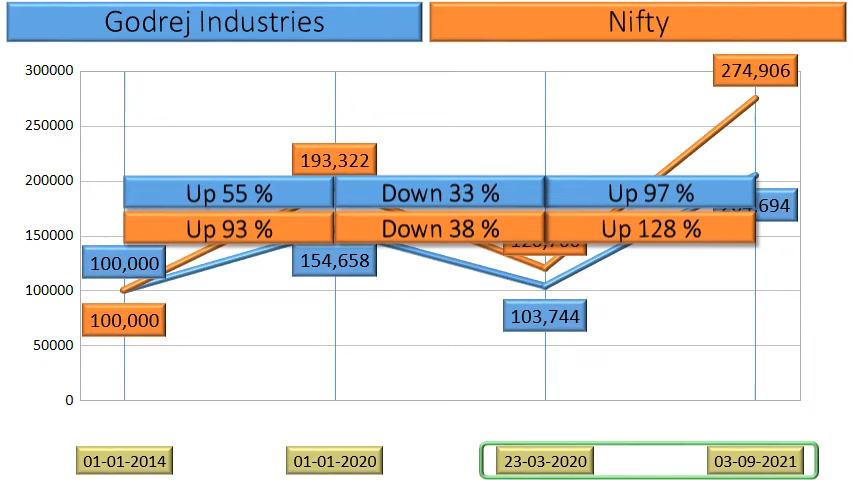 Godrej Industries
Nifty
300000
274,906
250000
193,322
200000
Up 55 %
Down 33 %
Up 97 %
Up 93 %
Down 38 %
Up 128 %
150000
100,000
154,658
100000
103,744
100,000
50000
0
01-01-2014
01-01-2020
23-03-2020
03-09-2021